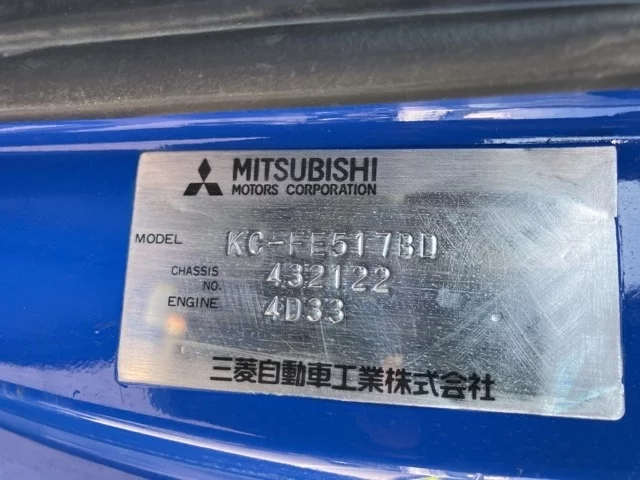 MITSUBISHI
MOTORS CORPORATION
MODEL KC-FE517BD
CHASSIS NO. 432122
ENGINE 4D33
三菱自動車工業株式会社